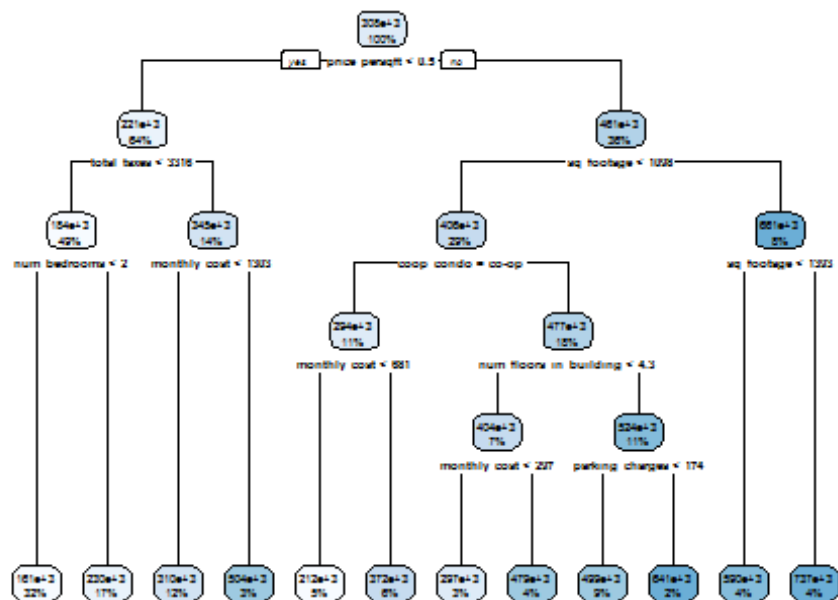 308e+3
100%
yes price persqft < 0.5 no
221e+3
64%
461e+3
36%
total taxes < 3316
sq footage < 1098
184e+3
49%
345e+3
14%
406e+3
29%
661e+3
8%
num bedrooms < 2
monthly cost < 1303
coop condo = co-op
sq footage < 1393
294e+3
11%
477e+3
18%
monthly cost < 681
num floors in building < 4.3
404e+3
7%
524e+3
11%
monthly cost < 297
parking charges < 174
161e+3
32%
230e+3
17%
310e+3
12%
504e+3
3%
212e+3
5%
372e+3
6%
297e+3
3%
479e+3
4%
499e+3
9%
641e+3
2%
590e+3
4%
737e+3
4%